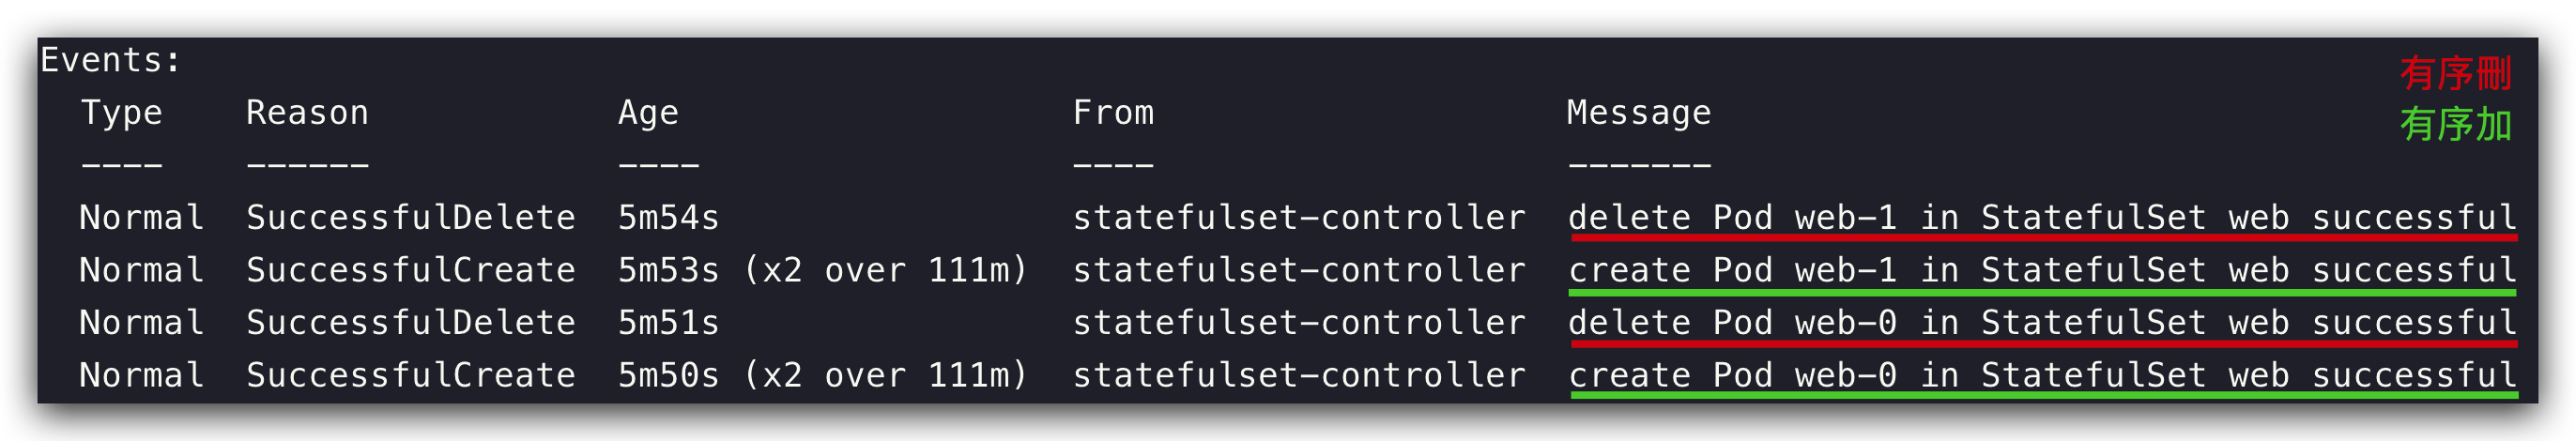 Events:
有序刪
Type Reason Age From Message
有序加
---- ------ ---- ---- -------
Normal SuccessfulDelete 5m54s statefulset-controller delete Pod web-1 in StatefulSet web successful
Normal SuccessfulCreate 5m53s (x2 over 111m) statefulset-controller create Pod web-1 in StatefulSet web successful
Normal SuccessfulDelete 5m51s statefulset-controller delete Pod web-0 in StatefulSet web successful
Normal SuccessfulCreate 5m50s (x2 over 111m) statefulset-controller create Pod web-0 in StatefulSet web successful